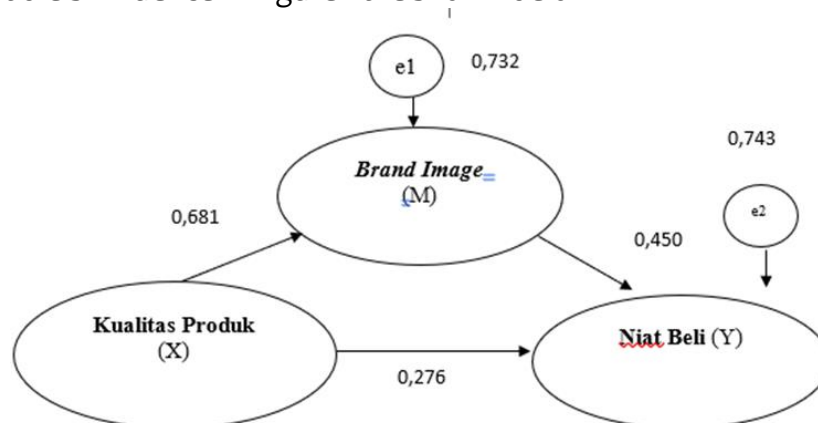 e1
0,732
0,743
Brand Image
(M)
e2
0,681
0,450
Kualitas Produk
(X)
Niat Beli (Y)
0,276